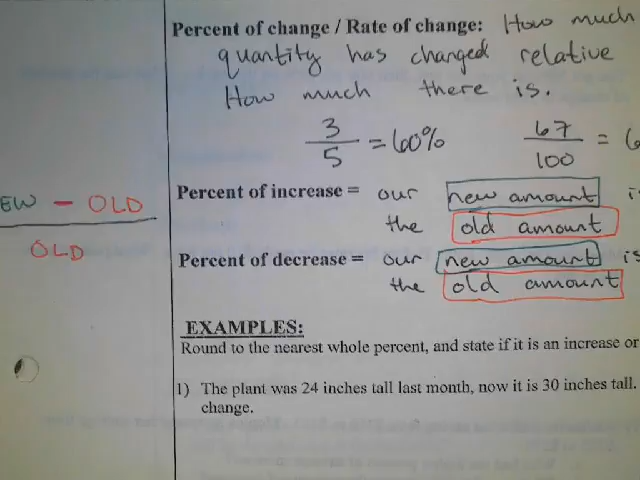 Percent of change / Rate of change: How much
quantity has changed relative
How much there is.
3/5 = 60% 67/100 = 6
EW - OLD
OLD
Percent of increase = our new amount
the old amount
Percent of decrease = our new amount is
the old amount
EXAMPLES:
Round to the nearest whole percent, and state if it is an increase or
1) The plant was 24 inches tall last month, now it is 30 inches tall.
change.